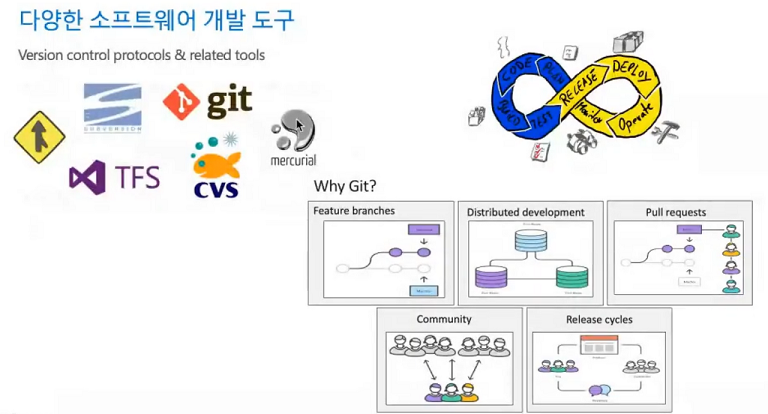 다양한 소프트웨어 개발 도구
Version control protocols & related tools
SUBVERSION
git
mercurial
TFS
CVS
CODE
PLAN
BUILD
TEST
RELEASE
DEPLOY
Operate
Monitor
Why Git?
Feature branches
Distributed development
Pull requests
Community
Release cycles